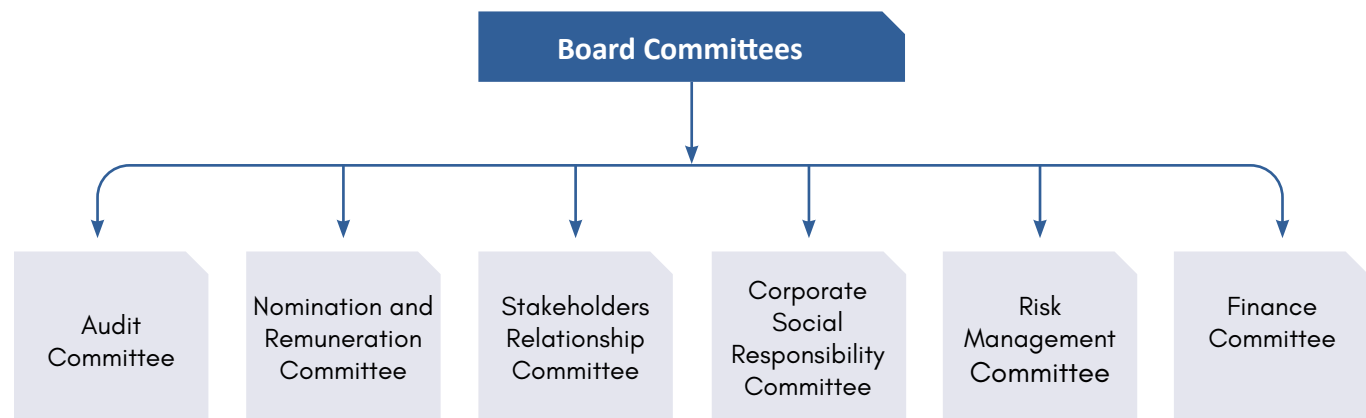 Board Committees
Audit
Committee
Nomination and
Remuneration
Committee
Stakeholders
Relationship
Committee
Corporate
Social
Responsibility
Committee
Risk
Management
Committee
Finance
Committee